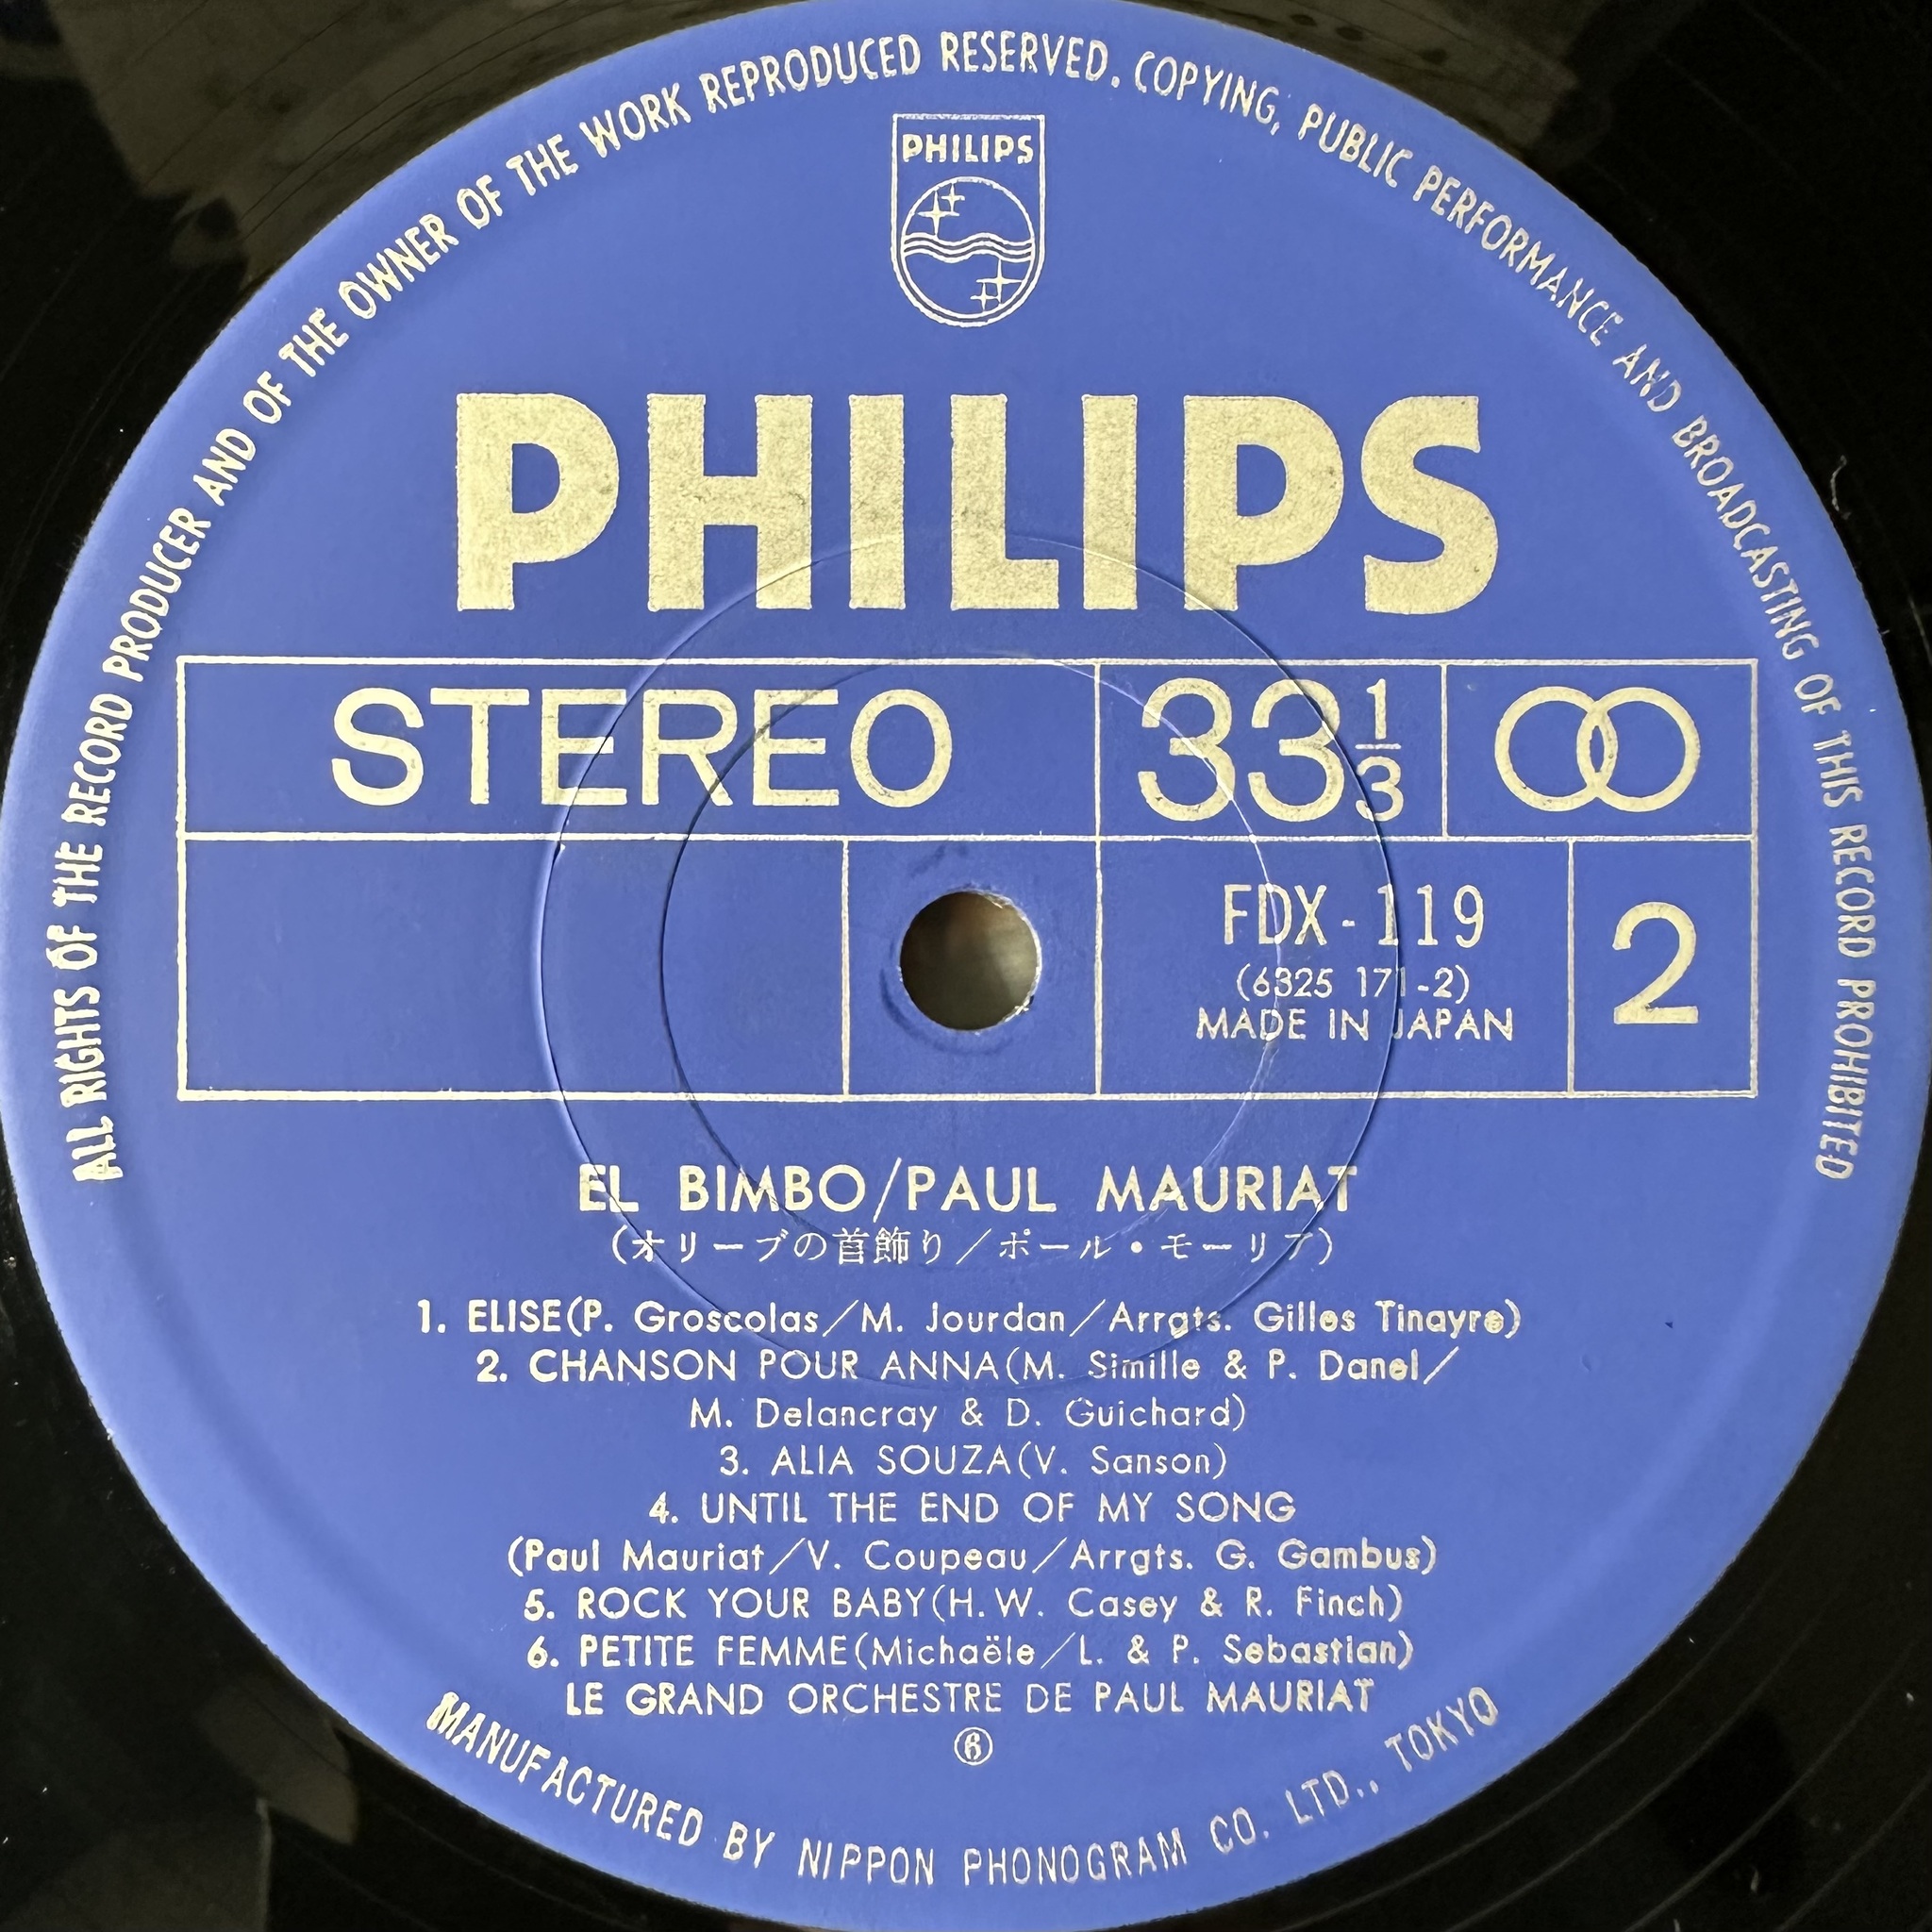 ALL RIGHTS OF THE RECORD PRODUCER AND OF THE OWNER OF THE WORK REPRODUCED RESERVED. COPYING, PUBLIC PERFORMANCE AND BROADCASTING OF THIS RECORD PROHIBITED
PHILIPS
PHILIPS
STEREO
33 1/3
FDX-119
(6325 171-2)
MADE IN JAPAN
2
EL BIMBO/PAUL MAURIAT
(オリーブの首飾り/ポール・モーリア)
1. ELISE(P. Groscolas/M. Jourdan/Arrgts. Gilles Tinayre)
2. CHANSON POUR ANNA(M. Simille & P. Danel/
M. Delancray & D. Guichard)
3. ALIA SOUZA(V. Sanson)
4. UNTIL THE END OF MY SONG
(Paul Mauriat/V. Coupeau/Arrgts. G. Gambus)
5. ROCK YOUR BABY(H.W. Casey & R. Finch)
6. PETITE FEMME(Michaële/L. & P. Sebastian)
LE GRAND ORCHESTRE DE PAUL MAURIAT
⑥
MANUFACTURED BY NIPPON PHONOGRAM CO. LTD., TOKYO